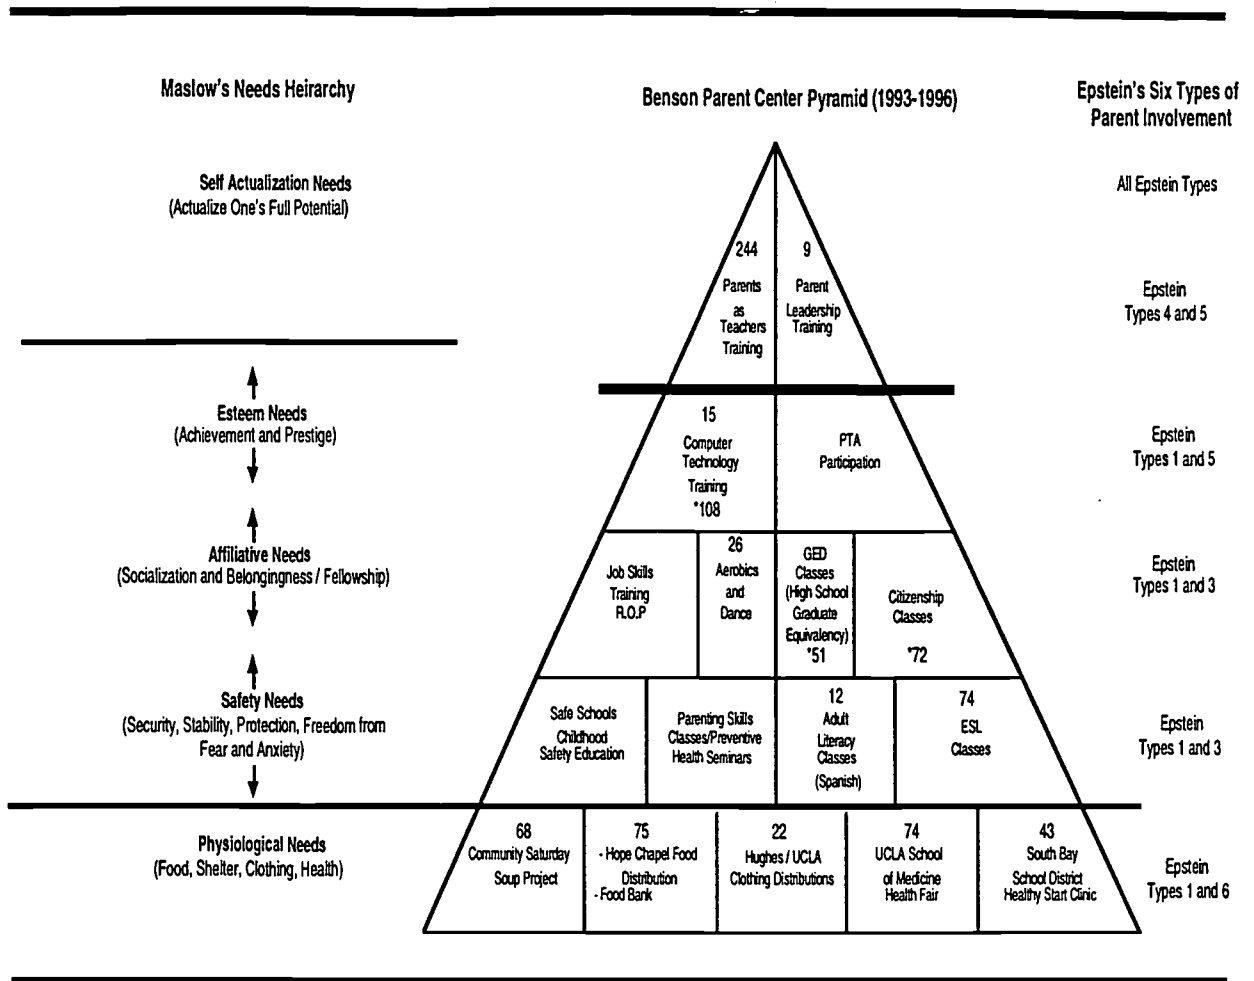 Maslow's Needs Heirarchy
Benson Parent Center Pyramid (1993-1996)
Epstein's Six Types of
Parent Involvement
Self Actualization Needs
(Actualize One's Full Potential)
All Epstein Types
244
Parents
as
Teachers
Training
9
Parent
Leadership
Training
Epstein
Types 4 and 5
Esteem Needs
(Achievement and Prestige)
15
Computer
Technology
Training
*108
PTA
Participation
Epstein
Types 1 and 5
Affiliative Needs
(Socialization and Belongingness / Fellowship)
Job Skills
Training
R.O.P
26
Aerobics
and
Dance
GED
Classes
(High School
Graduate
Equivalency)
*51
Citizenship
Classes
*72
Epstein
Types 1 and 3
Safety Needs
(Security, Stability, Protection, Freedom from
Fear and Anxiety)
Safe Schools
Childhood
Safety Education
Parenting Skills
Classes/Preventive
Health Seminars
12
Adult
Literacy
Classes
(Spanish)
74
ESL
Classes
Epstein
Types 1 and 3
Physiological Needs
(Food, Shelter, Clothing, Health)
68
Community Saturday
Soup Project
75
- Hope Chapel Food
Distribution
- Food Bank
22
Hughes / UCLA
Clothing Distributions
74
UCLA School
of Medicine
Health Fair
43
South Bay
School District
Healthy Start Clinic
Epstein
Types 1 and 6